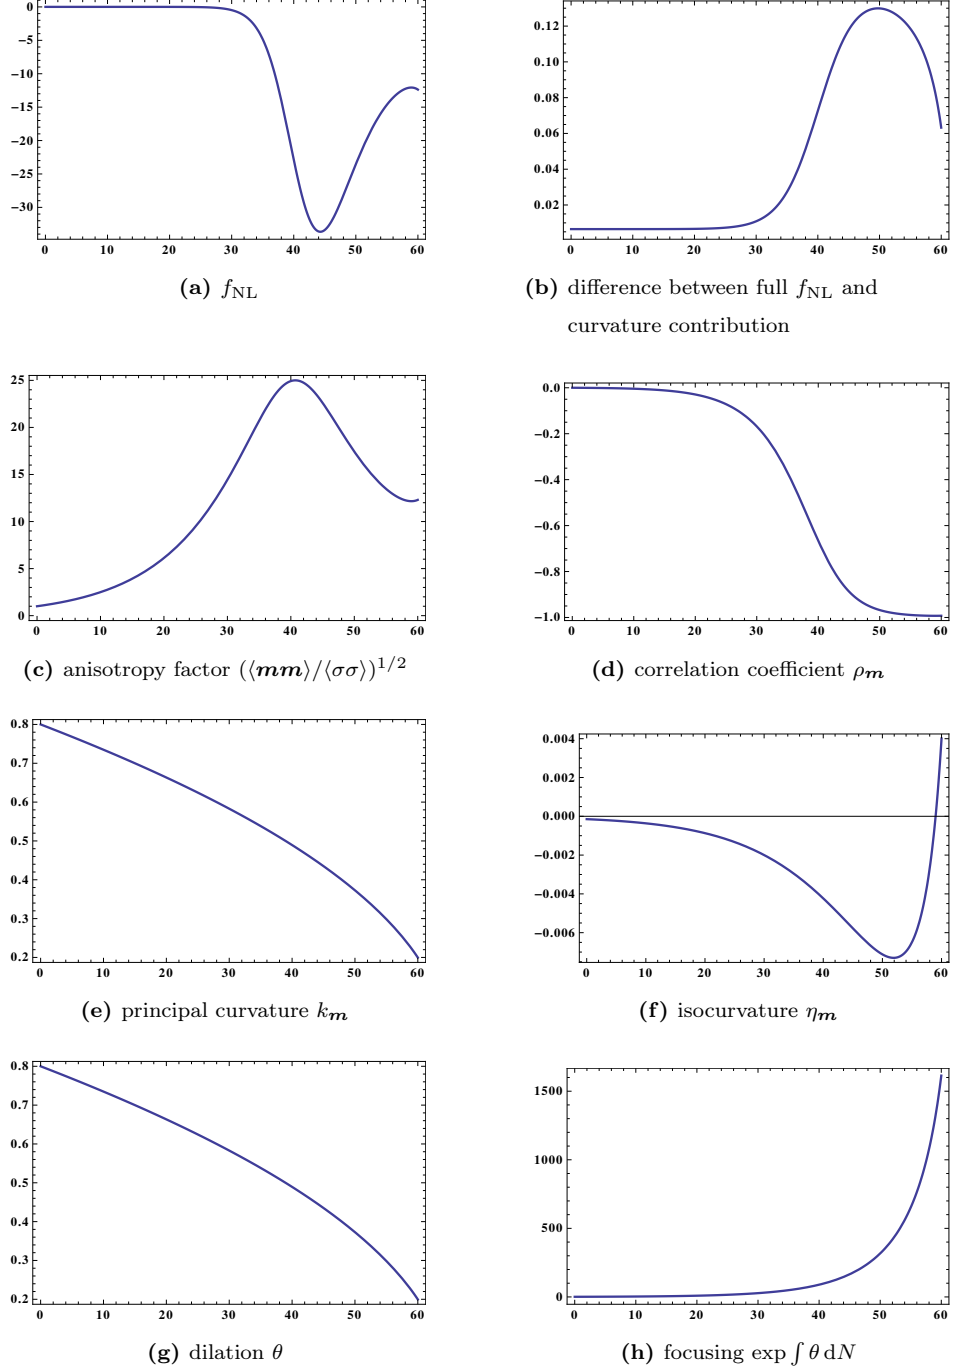 0
−5
−10
−15
−20
−25
−30
0 10 20 30 40 50 60
(a) f_NL
0.12
0.10
0.08
0.06
0.04
0.02
0 10 20 30 40 50 60
(b) difference between full f_NL and
curvature contribution
25
20
15
10
5
0
0 10 20 30 40 50 60
(c) anisotropy factor (⟨mm⟩/⟨σσ⟩)^1/2
0.0
−0.2
−0.4
−0.6
−0.8
−1.0
0 10 20 30 40 50 60
(d) correlation coefficient ρ_m
0.8
0.7
0.6
0.5
0.4
0.3
0.2
0 10 20 30 40 50 60
(e) principal curvature k_m
0.004
0.002
0.000
−0.002
−0.004
−0.006
0 10 20 30 40 50 60
(f) isocurvature η_m
0.8
0.7
0.6
0.5
0.4
0.3
0.2
0 10 20 30 40 50 60
(g) dilation θ
1500
1000
500
0
0 10 20 30 40 50 60
(h) focusing exp ∫ θ dN